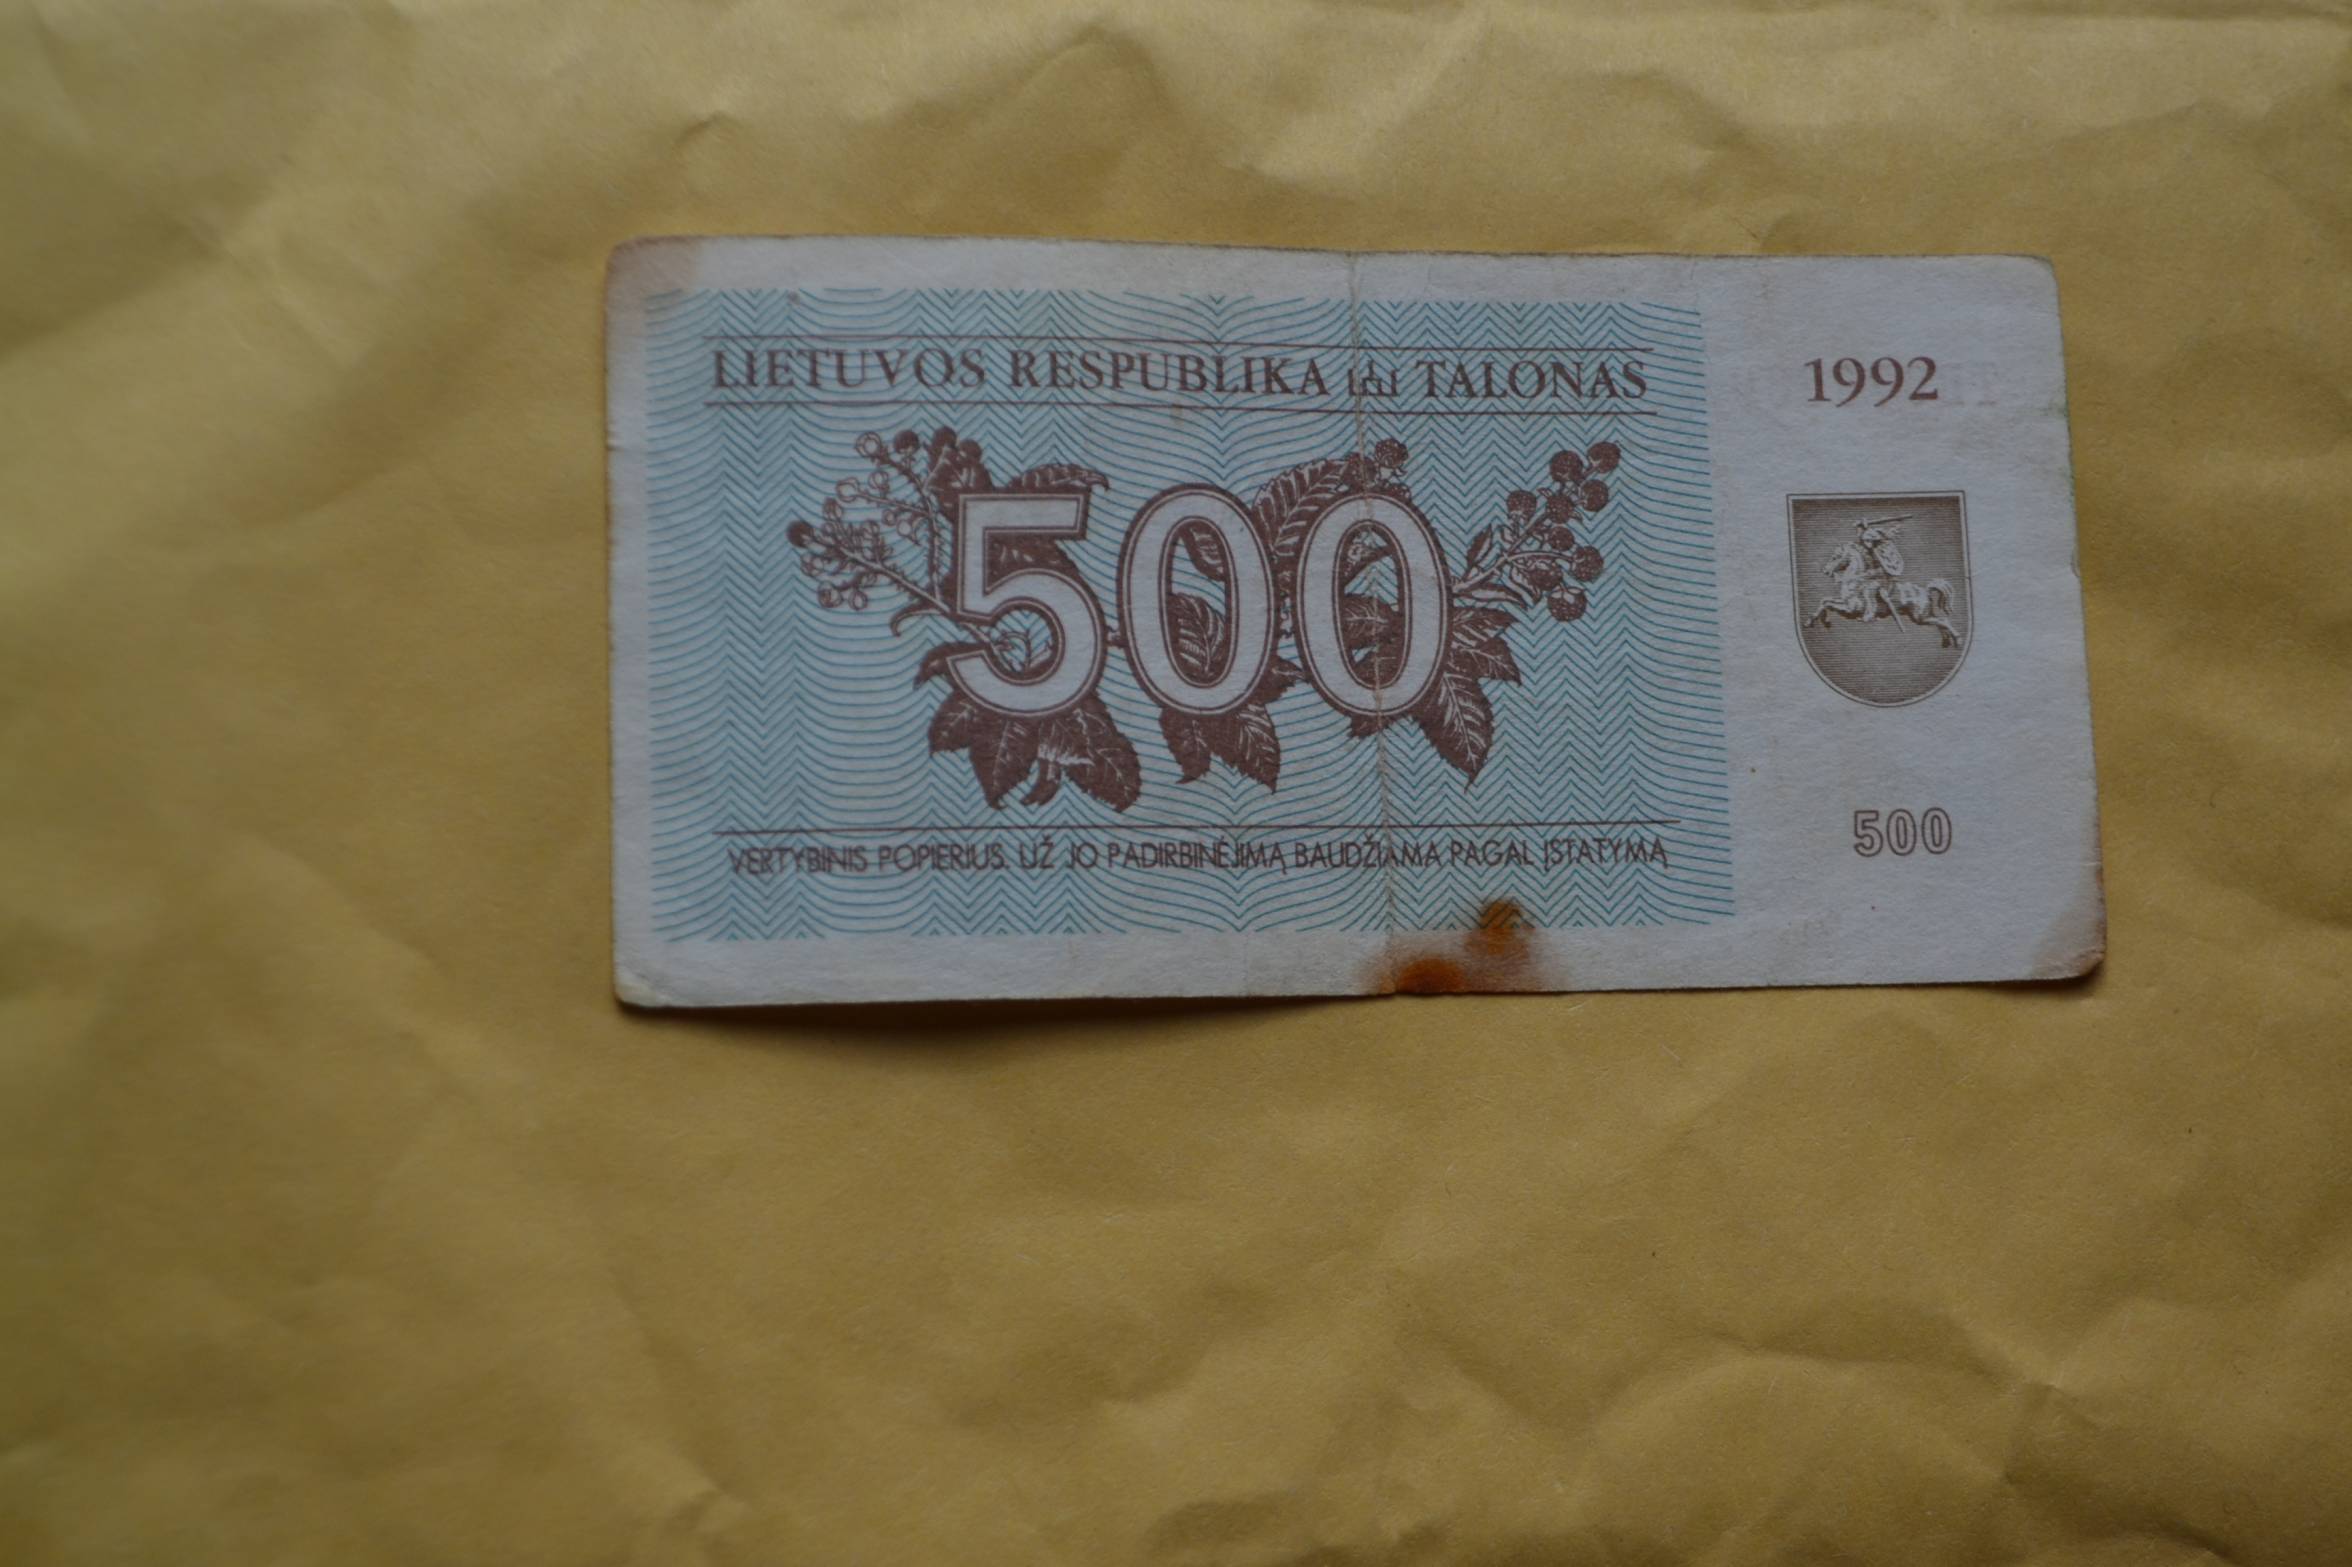 LIETUVOS RESPUBLIKA TALONAS
1992
500
VERTYBINIS POPIERIUS. UŽ JO PADIRBINĖJIMĄ BAUDŽIAMA PAGAL ĮSTATYMĄ
500